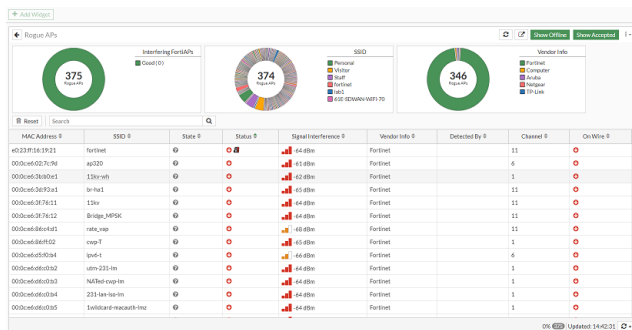 + Add Widget
Rogue APs
Show Offline
Show Accepted
Interfering FortiAPs
375
Rogue APs
Good ( 0 )
SSID
374
Rogue APs
Personal
Visitor
Staff
fortinet
lab1
61E-SDWAN-WIFI-70
Vendor Info
346
Rogue APs
Fortinet
Computer
Aruba
Netgear
TP-Link
Reset Search
MAC Address SSID State Status Signal Interference Vendor Info Detected By Channel On Wire
e0:23:ff:16:19:21 fortinet -64 dBm Fortinet 11
00:0c:e6:02:7c:9d ap320 -61 dBm Fortinet 6
00:0c:e6:3b:b0:e1 11kv-wh -62 dBm Fortinet 1
00:0c:e6:3d:93:a1 br-ha1 -65 dBm Fortinet 11
00:0c:e6:3f:76:11 11kv -64 dBm Fortinet 11
00:0c:e6:3f:76:12 Bridge_MPSK -64 dBm Fortinet 11
00:0c:e6:86:c4:d1 rate_vap -68 dBm Fortinet 11
00:0c:e6:86:ff:02 cwp-T -65 dBm Fortinet 1
00:0c:e6:d5:f0:b4 ipv6-t -66 dBm Fortinet 6
00:0c:e6:d6:c0:b2 utm-231-lm -64 dBm Fortinet 1
00:0c:e6:d6:c0:b3 NATed-cwp-lm -64 dBm Fortinet 1
00:0c:e6:d6:c0:b4 231-lan-iso-lm -64 dBm Fortinet 1
00:0c:e6:d6:c0:b5 1wildcard-macauth-lmz -64 dBm Fortinet 1
0% Updated: 14:42:31